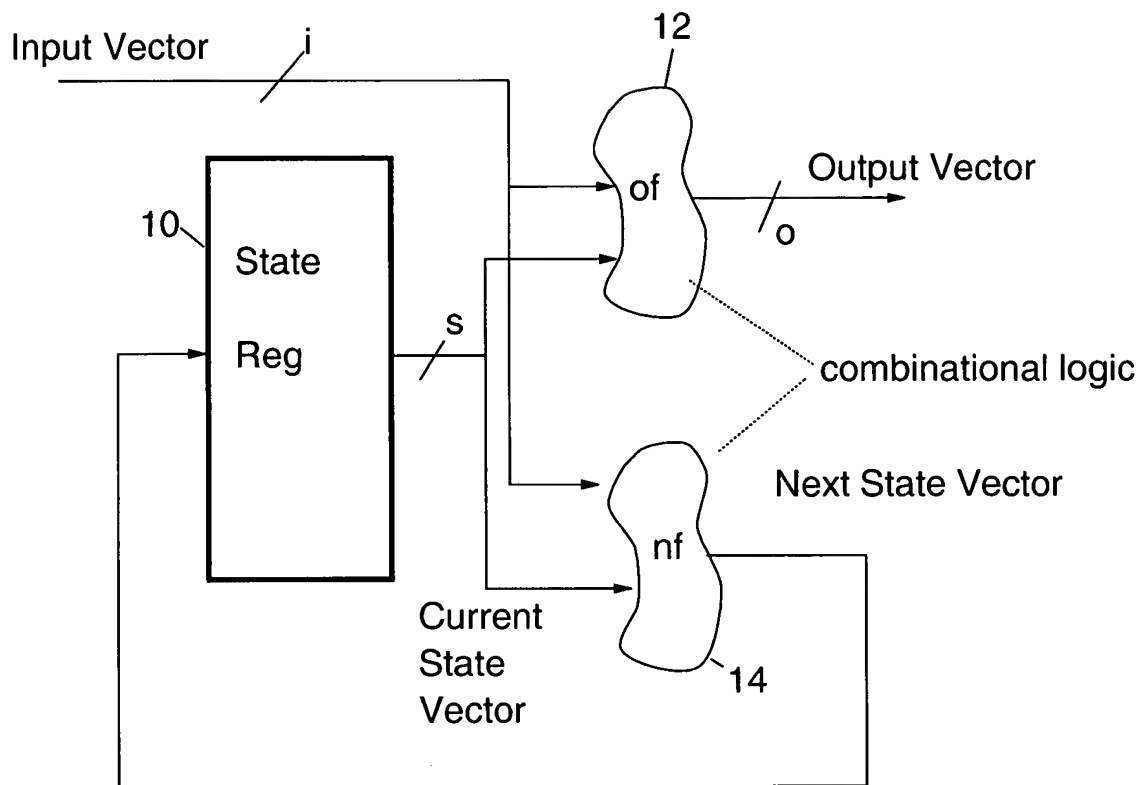 12
Input Vector
i
Output Vector
of
o
10
State
Reg
s
combinational logic
Next State Vector
nf
Current
State
Vector
14